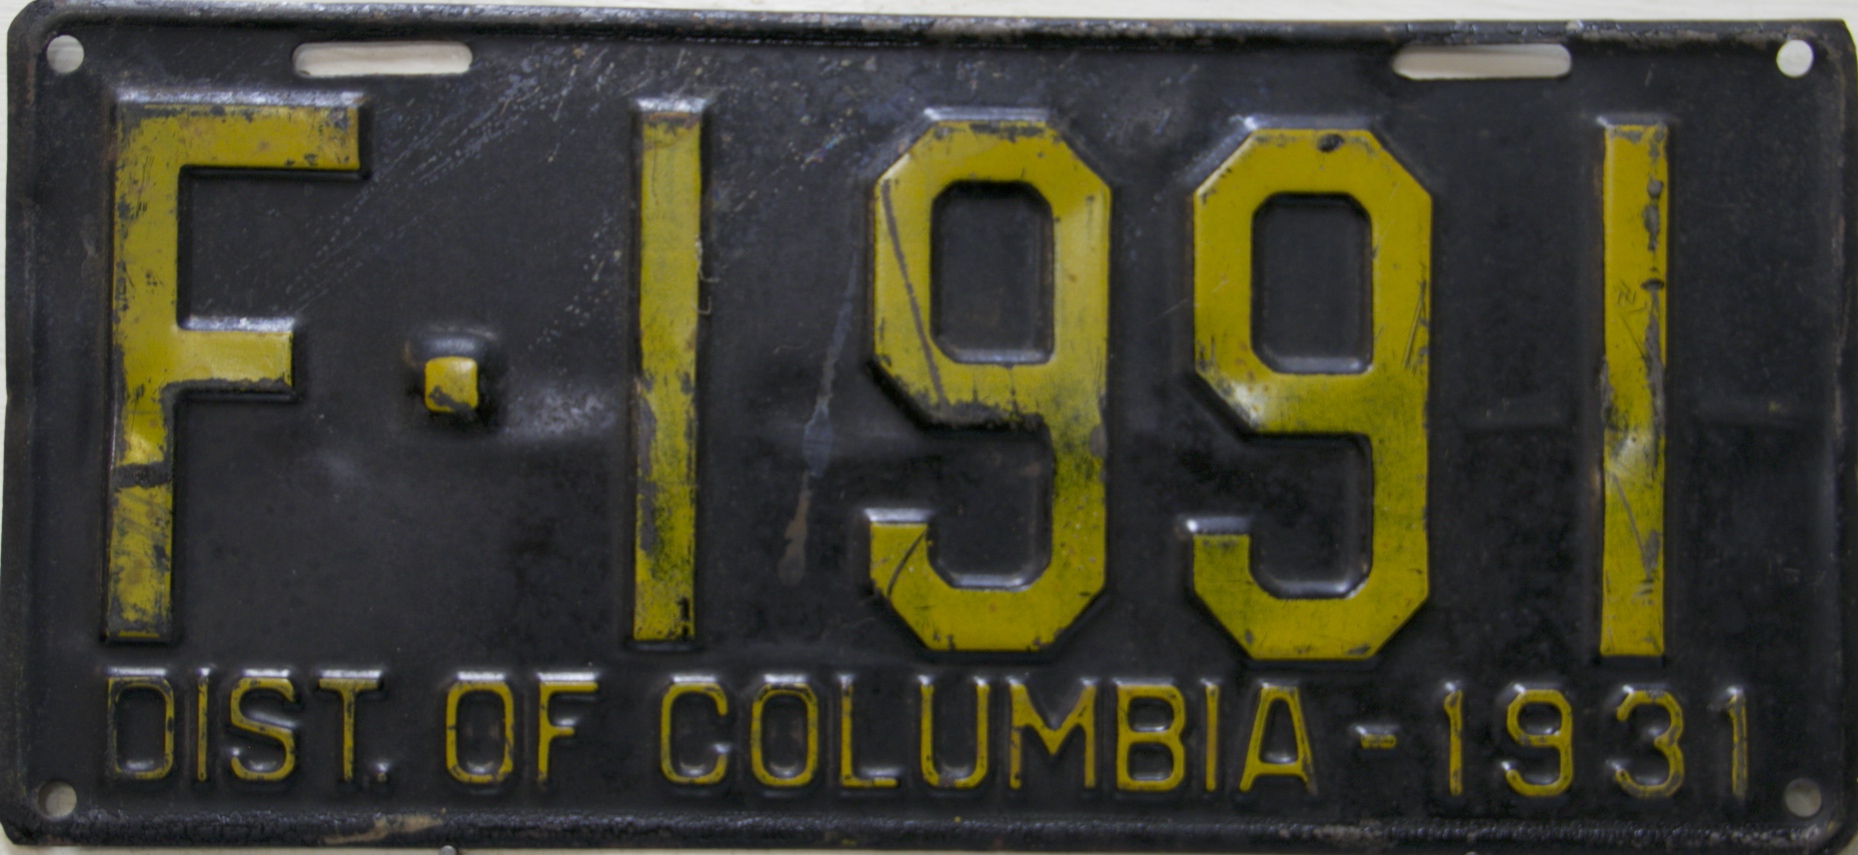 F·1991
DIST. OF COLUMBIA-1931